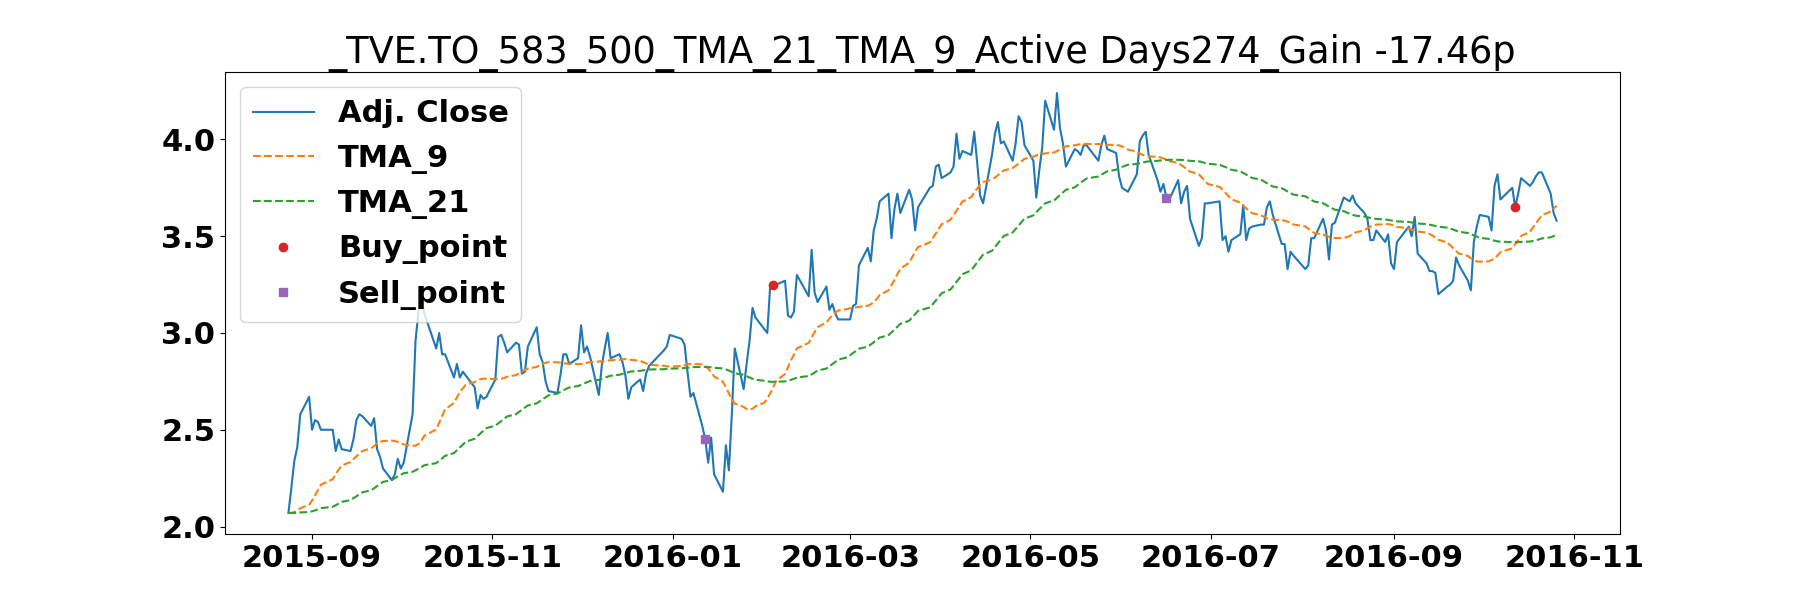 _TVE.TO_583_500_TMA_21_TMA_9_Active Days274_Gain -17.46p
Adj. Close
TMA_9
TMA_21
Buy_point
Sell_point
4.0
3.5
3.0
2.5
2.0
2015-09 2015-11 2016-01 2016-03 2016-05 2016-07 2016-09 2016-11